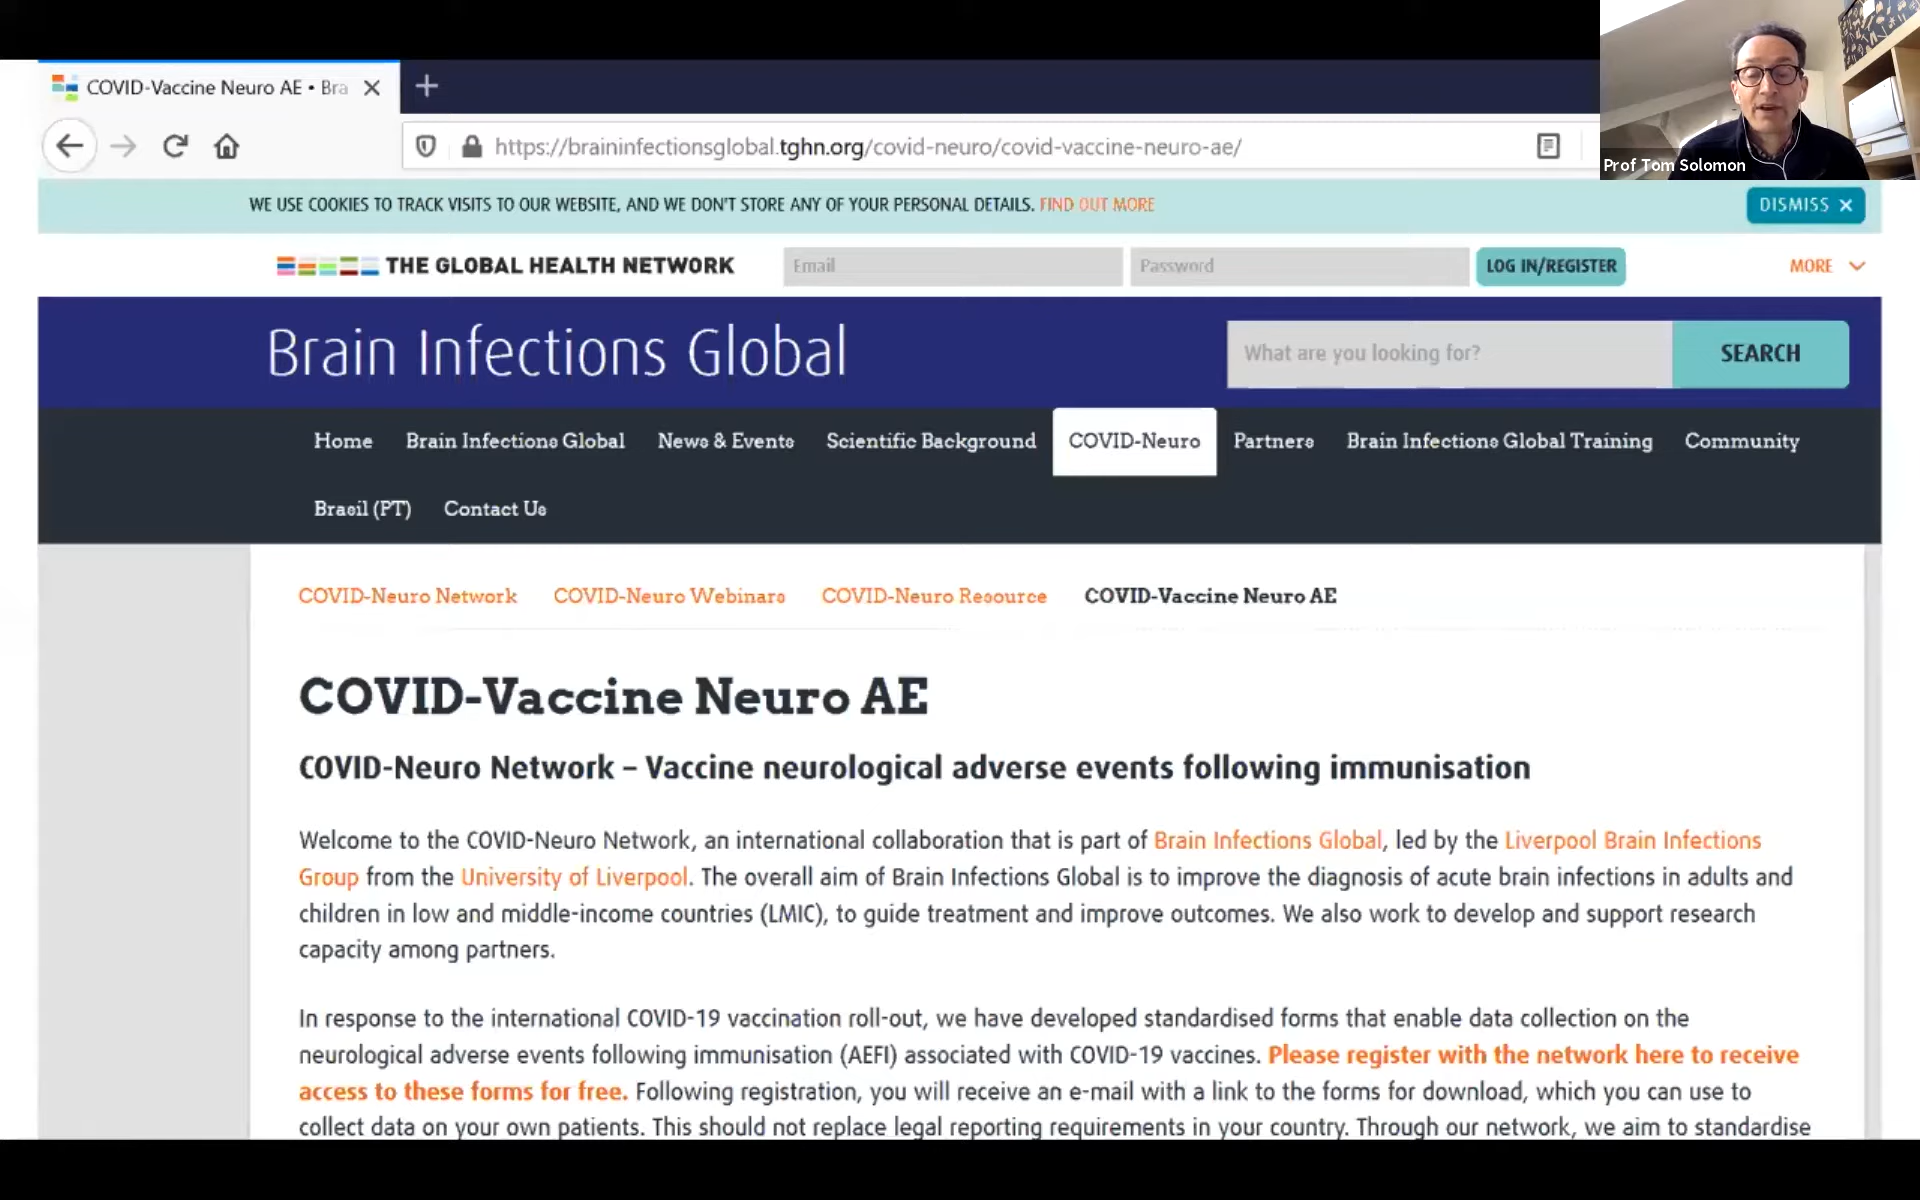 COVID-Vaccine Neuro AE • Bra
https://braininfectionsglobal.tghn.org/covid-neuro/covid-vaccine-neuro-ae/
Prof Tom Solomon
WE USE COOKIES TO TRACK VISITS TO OUR WEBSITE, AND WE DON'T STORE ANY OF YOUR PERSONAL DETAILS. FIND OUT MORE
DISMISS
THE GLOBAL HEALTH NETWORK
Email
Password
LOG IN/REGISTER
MORE
Brain Infections Global
What are you looking for?
SEARCH
Home Brain Infections Global News & Events Scientific Background COVID-Neuro Partners Brain Infections Global Training Community
Brasil (PT) Contact Us
COVID-Neuro Network COVID-Neuro Webinars COVID-Neuro Resource COVID-Vaccine Neuro AE
COVID-Vaccine Neuro AE
COVID-Neuro Network – Vaccine neurological adverse events following immunisation
Welcome to the COVID-Neuro Network, an international collaboration that is part of Brain Infections Global, led by the Liverpool Brain Infections
Group from the University of Liverpool. The overall aim of Brain Infections Global is to improve the diagnosis of acute brain infections in adults and
children in low and middle-income countries (LMIC), to guide treatment and improve outcomes. We also work to develop and support research
capacity among partners.
In response to the international COVID-19 vaccination roll-out, we have developed standardised forms that enable data collection on the
neurological adverse events following immunisation (AEFI) associated with COVID-19 vaccines. Please register with the network here to receive
access to these forms for free. Following registration, you will receive an e-mail with a link to the forms for download, which you can use to
collect data on your own patients. This should not replace legal reporting requirements in your country. Through our network, we aim to standardise